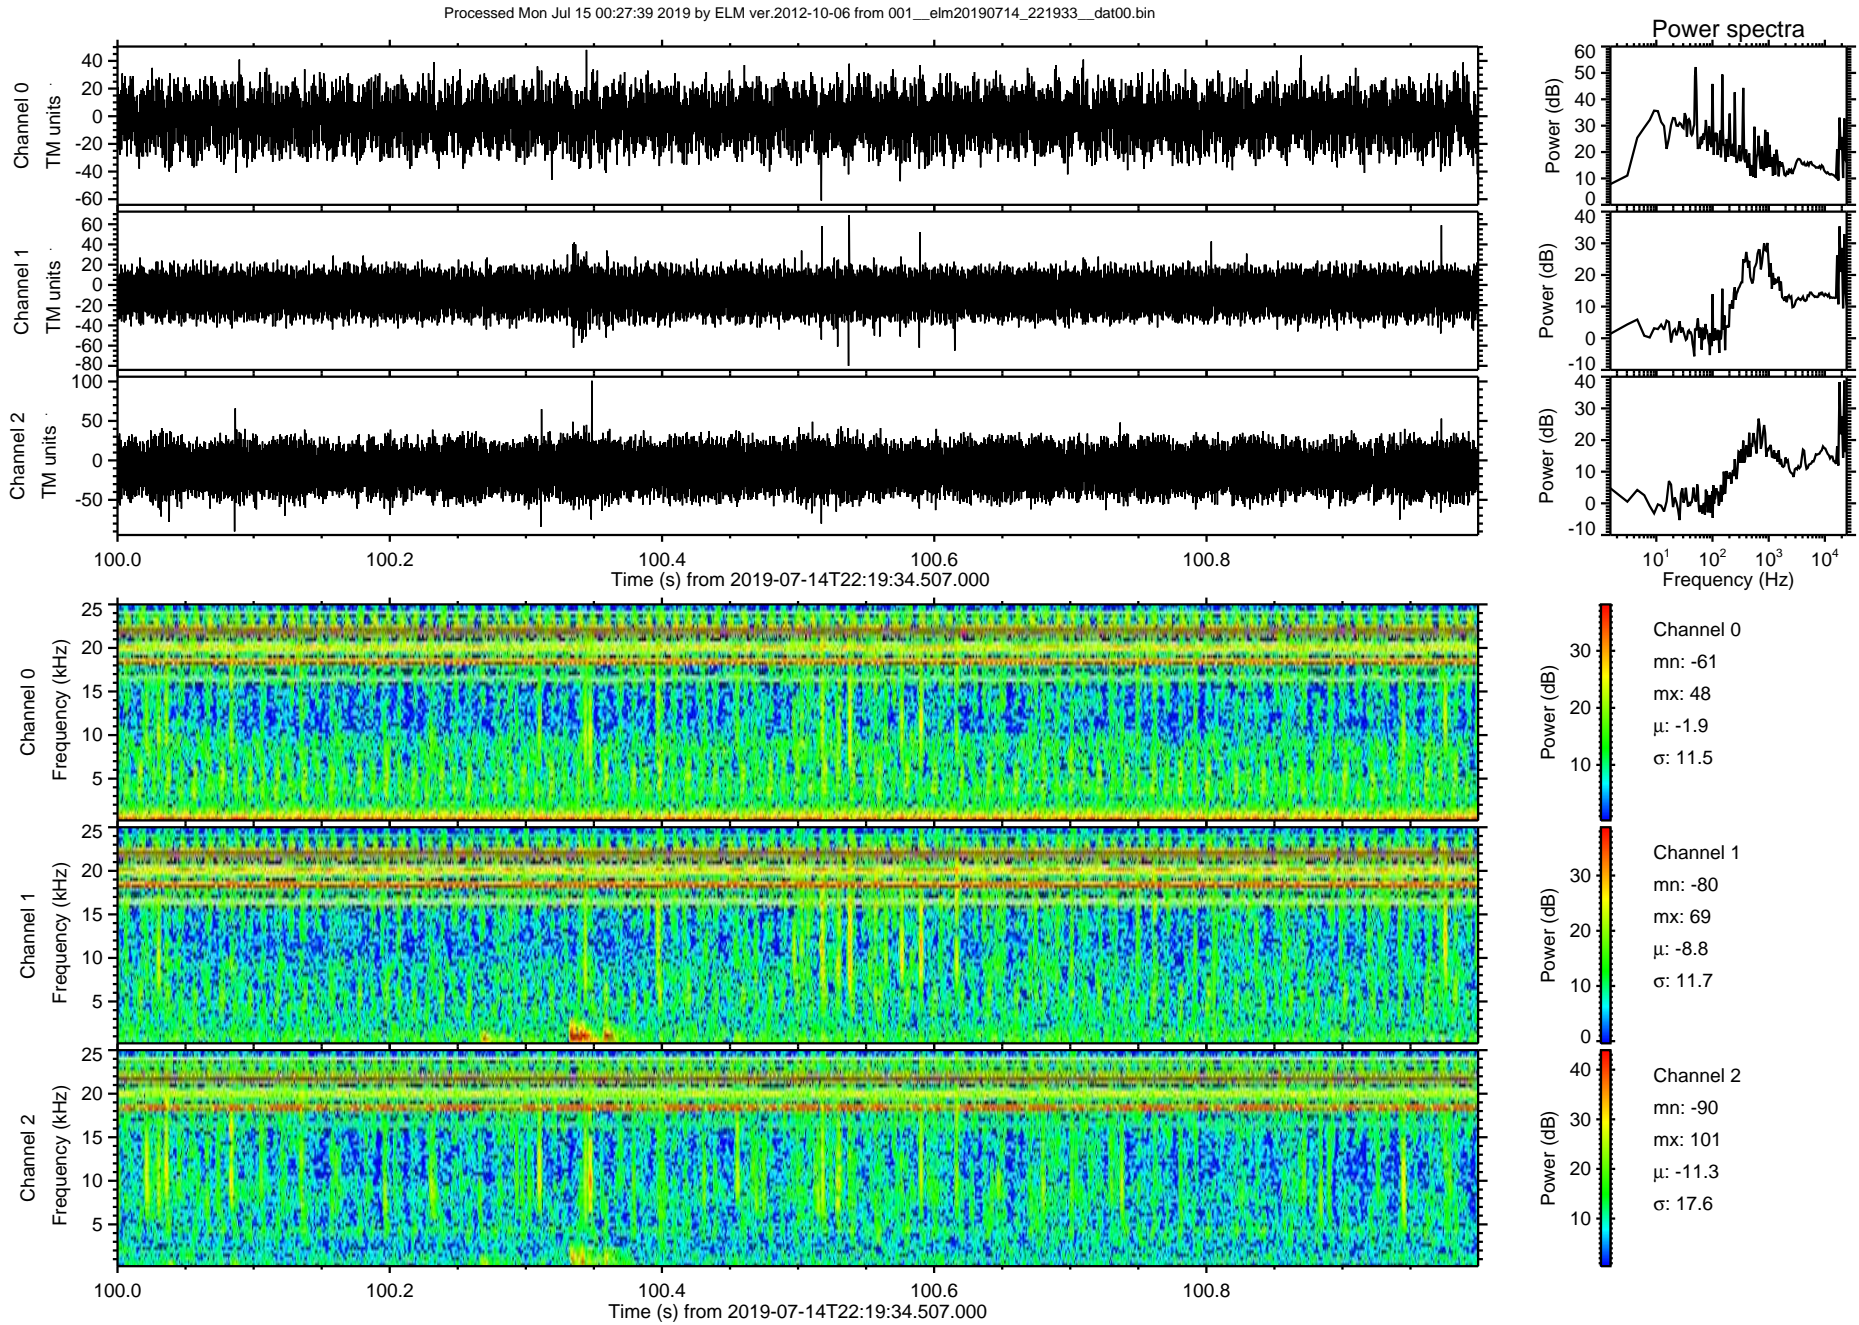 Processed Mon Jul 15 00:27:39 2019 by ELM ver.2012-10-06 from 001__elm20190714_221933__dat00.bin
Power spectra
Channel 0
TM units
40
20
0
-20
-40
-60
Power (dB)
60
50
40
30
20
10
0
Channel 1
TM units
60
40
20
0
-20
-40
-60
-80
Power (dB)
40
30
20
10
0
-10
Channel 2
TM units
100
50
0
-50
Power (dB)
40
30
20
10
0
-10
100.0 100.2 100.4 100.6 100.8
Time (s) from 2019-07-14T22:19:34.507.000
10^1 10^2 10^3 10^4
Frequency (Hz)
Channel 0
Frequency (kHz)
25
20
15
10
5
Power (dB)
30
20
10
Channel 0
mn: -61
mx: 48
μ: -1.9
σ: 11.5
Channel 1
Frequency (kHz)
25
20
15
10
5
Power (dB)
30
20
10
0
Channel 1
mn: -80
mx: 69
μ: -8.8
σ: 11.7
Channel 2
Frequency (kHz)
25
20
15
10
5
Power (dB)
40
30
20
10
Channel 2
mn: -90
mx: 101
μ: -11.3
σ: 17.6
100.0 100.2 100.4 100.6 100.8
Time (s) from 2019-07-14T22:19:34.507.000